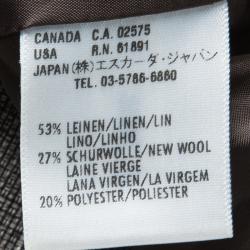 CANADA C.A. 02575
USA R.N. 61891
JAPAN(株)エスカーダ・ジャパン
TEL. 03-5786-6860
53% LEINEN/LINEN/LIN
LINO/LINHO
27% SCHURWOLLE/NEW WOOL
LAINE VIERGE
LANA VIRGEN/LA VIRGEM
20% POLYESTER/POLIESTER